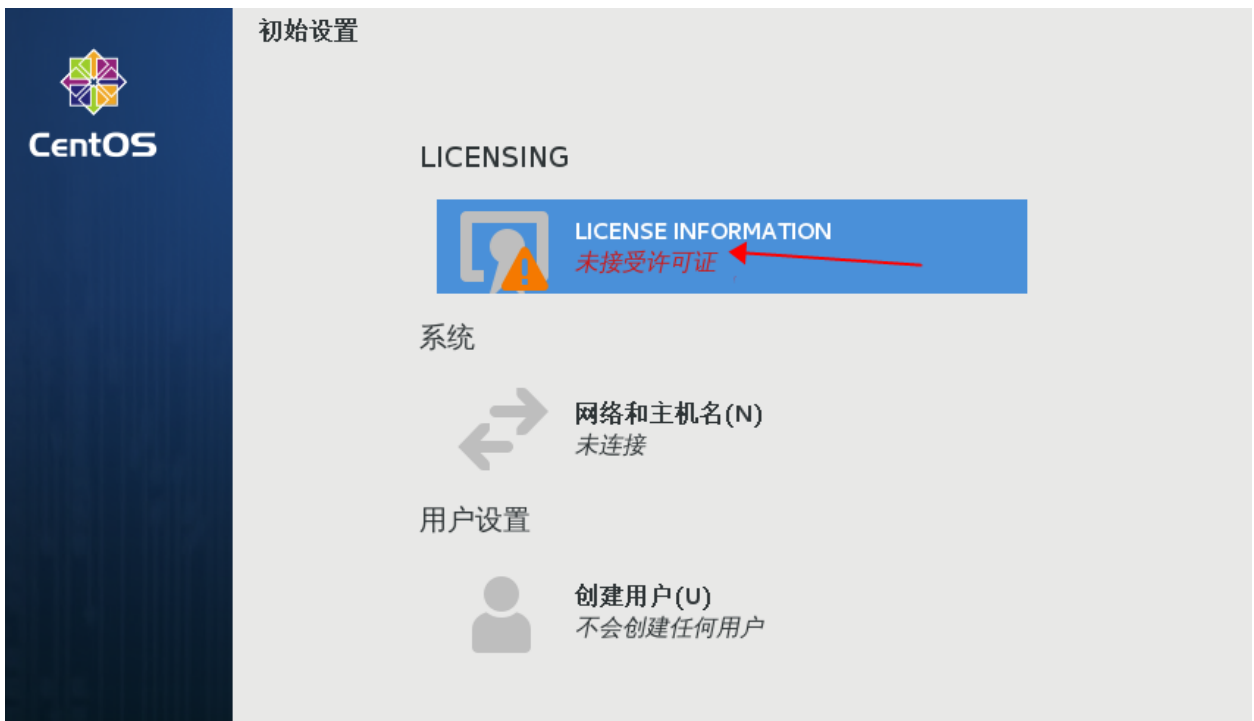 初始设置
CentOS
LICENSING
LICENSE INFORMATION
未接受许可证
系统
网络和主机名(N)
未连接
用户设置
创建用户(U)
不会创建任何用户